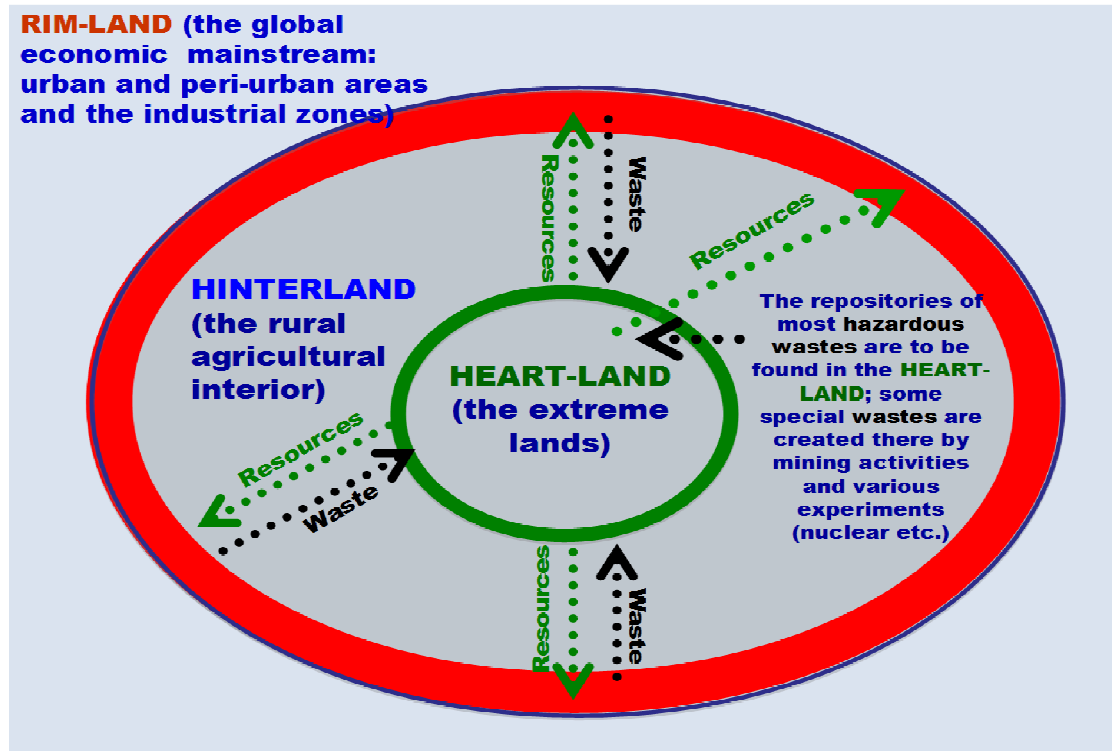 RIM-LAND (the global
economic mainstream:
urban and peri-urban areas
and the industrial zones)
Resources
Waste
Resources
HINTERLAND
(the rural
agricultural
interior)
The repositories of
most hazardous
wastes are to be
found in the HEART-
LAND; some
special wastes are
created there by
mining activities
and various
experiments
(nuclear etc.)
HEART-LAND
(the extreme
lands)
Resources
Waste
Resources
Waste